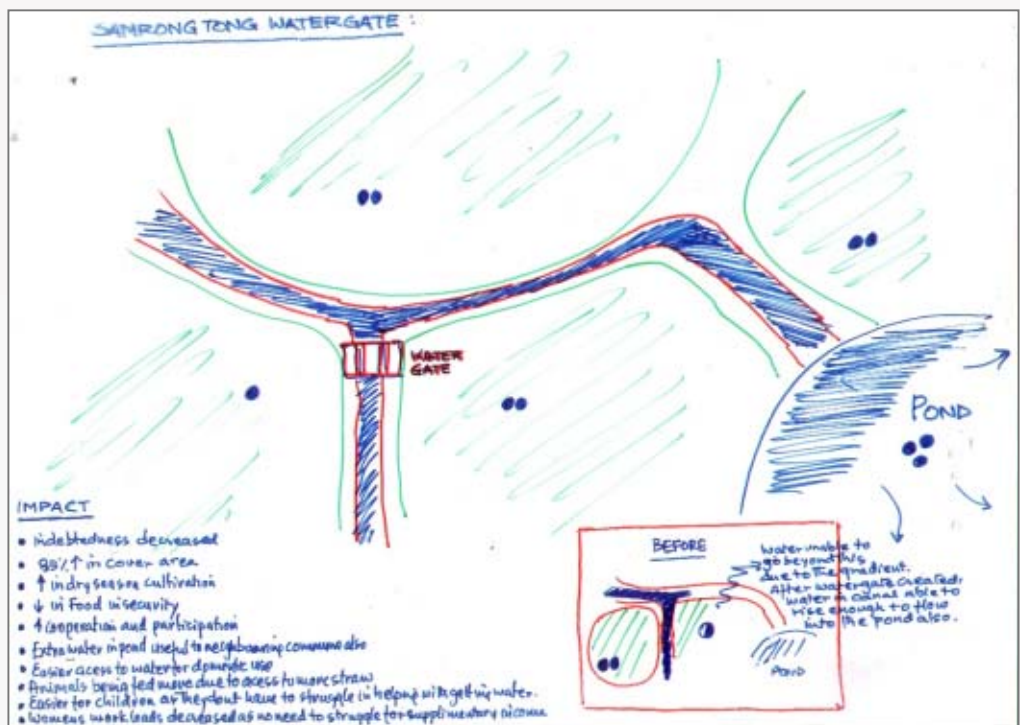 SAMRONG TONG WATERGATE :
WATER
GATE
POND
IMPACT
• indebtedness decreased
• 95% ↑ in cover area
• ↑ in dry season cultivation
• ↓ in Food insecurity
• ↑ cooperation and participation
• Extra water in pond useful to neighbouring commune also
• Easier acess to water for domestic use
• Animals being fed more due to acess to more straw
• Easier for children as they dont have to struggle in helping with getting water.
• Womens work loads decreased as no need to struggle for supplimentary income
BEFORE
water unable to
go beyond this
due to the gradient.
After watergate created,
water in canal able to
rise enough to flow
into the pond also.
POND